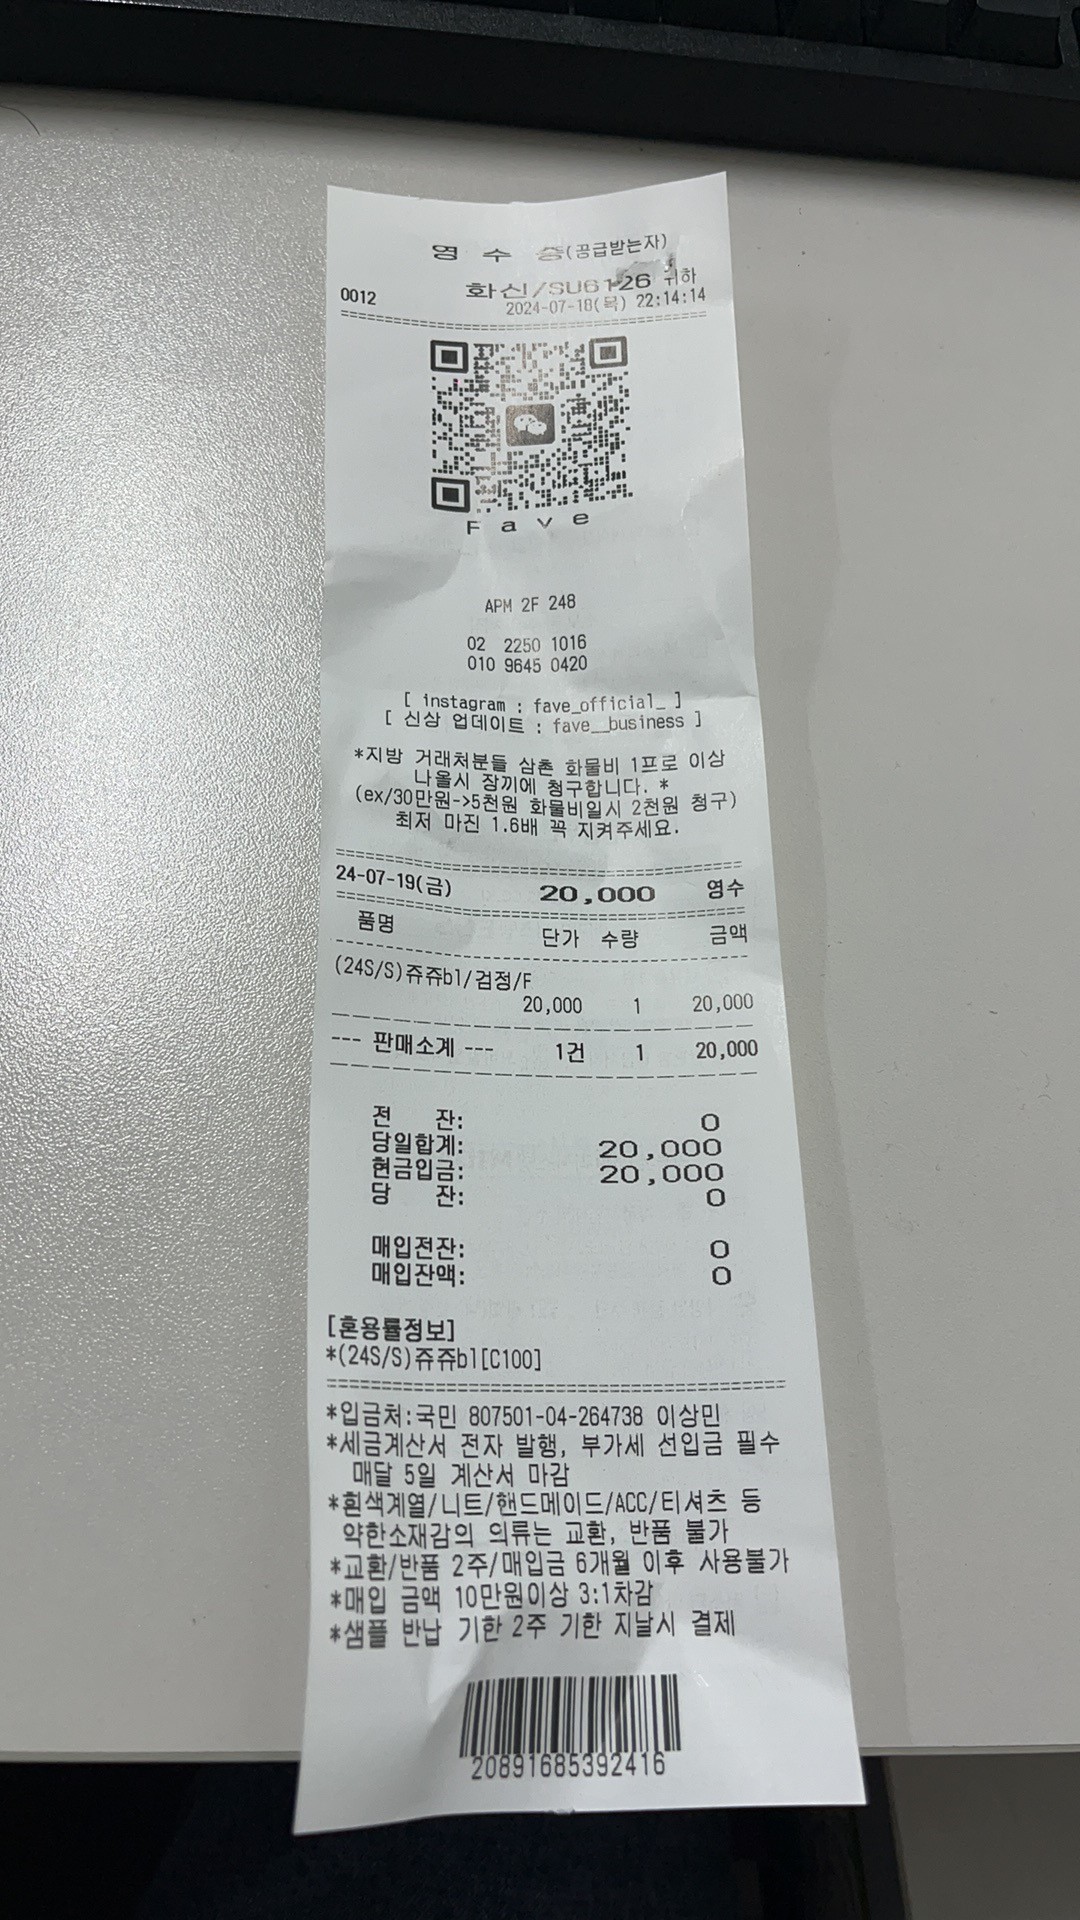 영 수 증(공급받는자)
화신/SU6126 귀하
0012
2024-07-18(목) 22:14:14
Fave
APM 2F 248
02 2250 1016
010 9645 0420
[ instagram : fave_official_ ]
[ 신상 업데이트 : fave__business ]
*지방 거래처분들 삼촌 화물비 1프로 이상
나올시 장끼에 청구합니다. *
(ex/30만원->5천원 화물비일시 2천원 청구)
최저 마진 1.6배 꼭 지켜주세요.
24-07-19(금) 20,000 영수
품명 단가 수량 금액
(24S/S)쥬쥬bl/검정/F
20,000 1 20,000
--- 판매소계 --- 1건 1 20,000
전 잔: 0
당일합계: 20,000
현금입금: 20,000
당 잔: 0
매입전잔: 0
매입잔액: 0
[혼용률정보]
*(24S/S)쥬쥬bl[C100]
*입금처:국민 807501-04-264738 이상민
*세금계산서 전자 발행, 부가세 선입금 필수
매달 5일 계산서 마감
*흰색계열/니트/핸드메이드/ACC/티셔츠 등
약한소재감의 의류는 교환, 반품 불가
*교환/반품 2주/매입금 6개월 이후 사용불가
*매입 금액 10만원이상 3:1차감
*샘플 반납 기한 2주 기한 지날시 결제
20891685392416